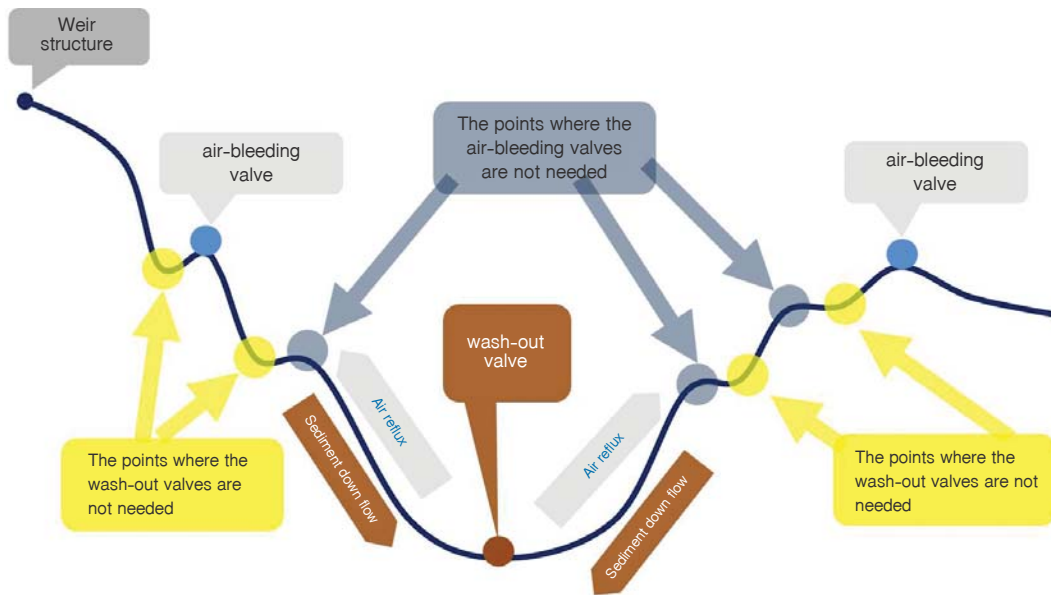 Weir
structure
air-bleeding
valve
The points where the
air-bleeding valves
are not needed
air-bleeding
valve
wash-out
valve
Air reflux
Sediment down flow
Air reflux
Sediment down flow
The points where the
wash-out valves are
not needed
The points where the
wash-out valves are not
needed